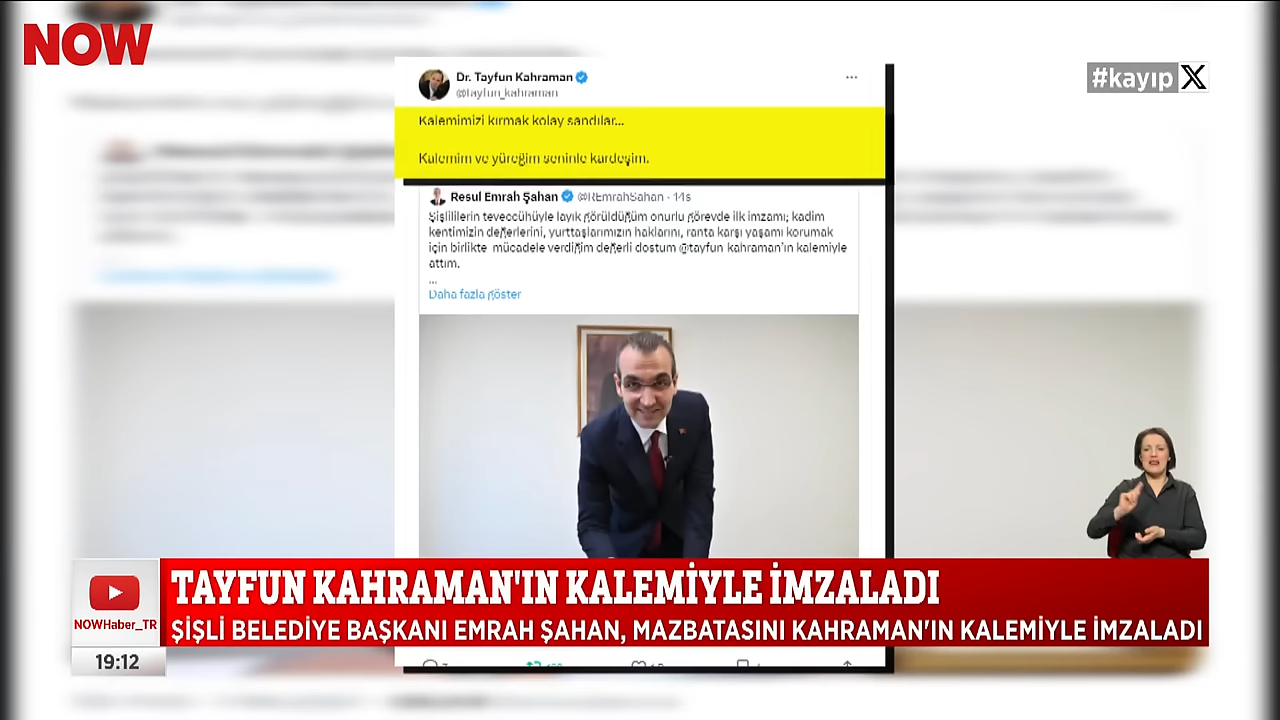 NOW
#kayıp X
Dr. Tayfun Kahraman
@tayfun_kahraman
Kalemimizi kırmak kolay sandılar...
Kalemim ve yüreğim seninle kardeşim.
Resul Emrah Şahan @REmrahSahan · 14s
Şişlililerin teveccühüyle layık görüldüğüm onurlu görevde ilk imzamı; kadim
kentimizin değerlerini, yurttaşlarımızın haklarını, ranta karşı yaşamı korumak
için birlikte mücadele verdiğim değerli dostum @tayfun_kahraman'ın kalemiyle
attım.
...
Daha fazla göster
TAYFUN KAHRAMAN'IN KALEMİYLE İMZALADI
NOWHaber_TR
ŞİŞLİ BELEDİYE BAŞKANI EMRAH ŞAHAN, MAZBATASINI KAHRAMAN'IN KALEMİYLE İMZALADI
19:12